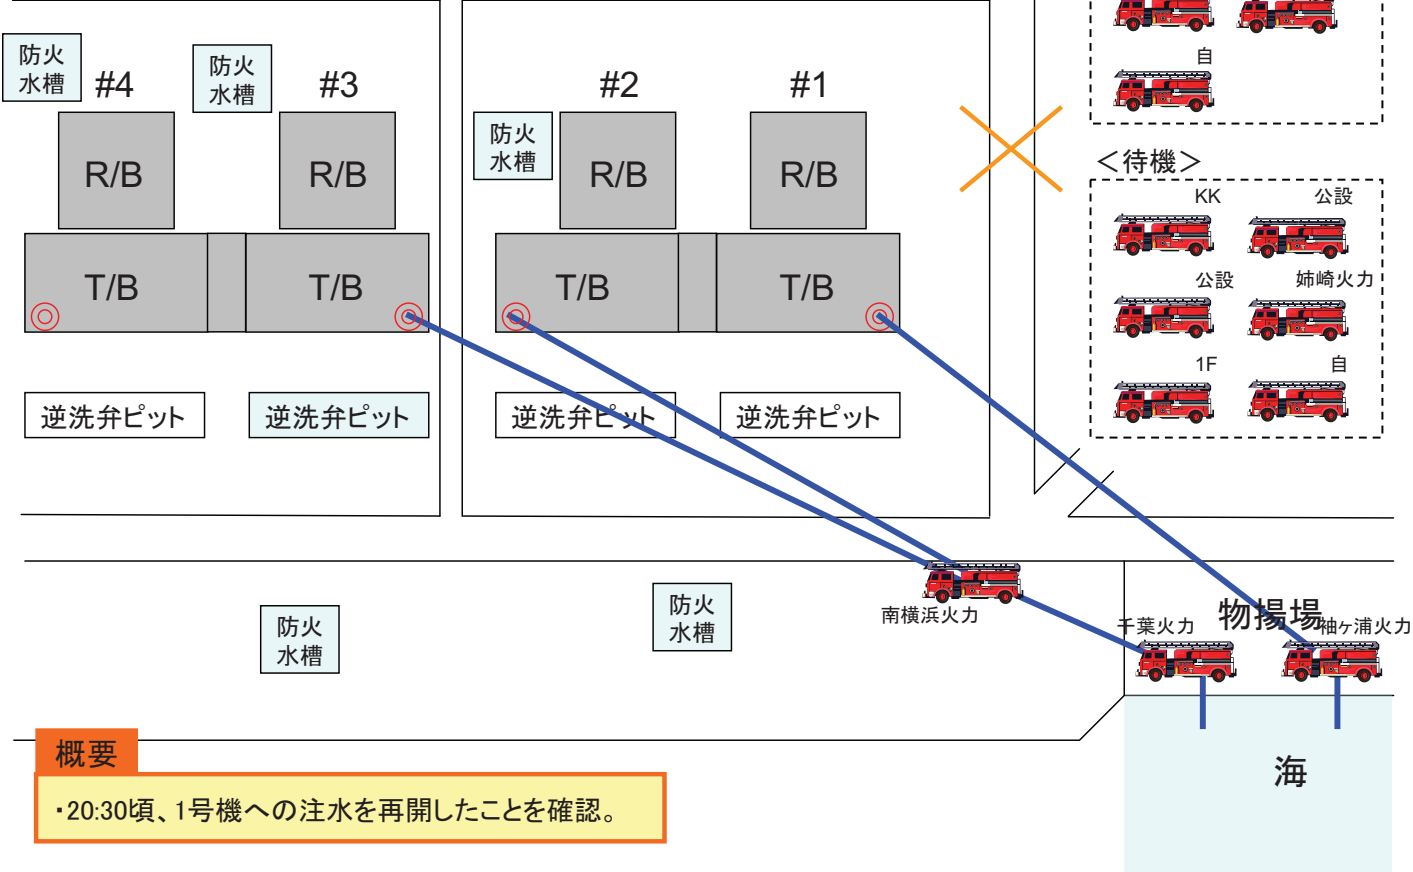 自
防火
水槽
#4
防火
水槽
#3
#2
#1
防火
水槽
R/B
R/B
R/B
R/B
T/B
T/B
T/B
T/B
<待機>
KK
公設
公設
姉崎火力
1F
自
逆洗弁ピット
逆洗弁ピット
逆洗弁ピット
逆洗弁ピット
防火
水槽
防火
水槽
南横浜火力
千葉火力
物揚場
袖ヶ浦火力
海
概要
・20:30頃、1号機への注水を再開したことを確認。